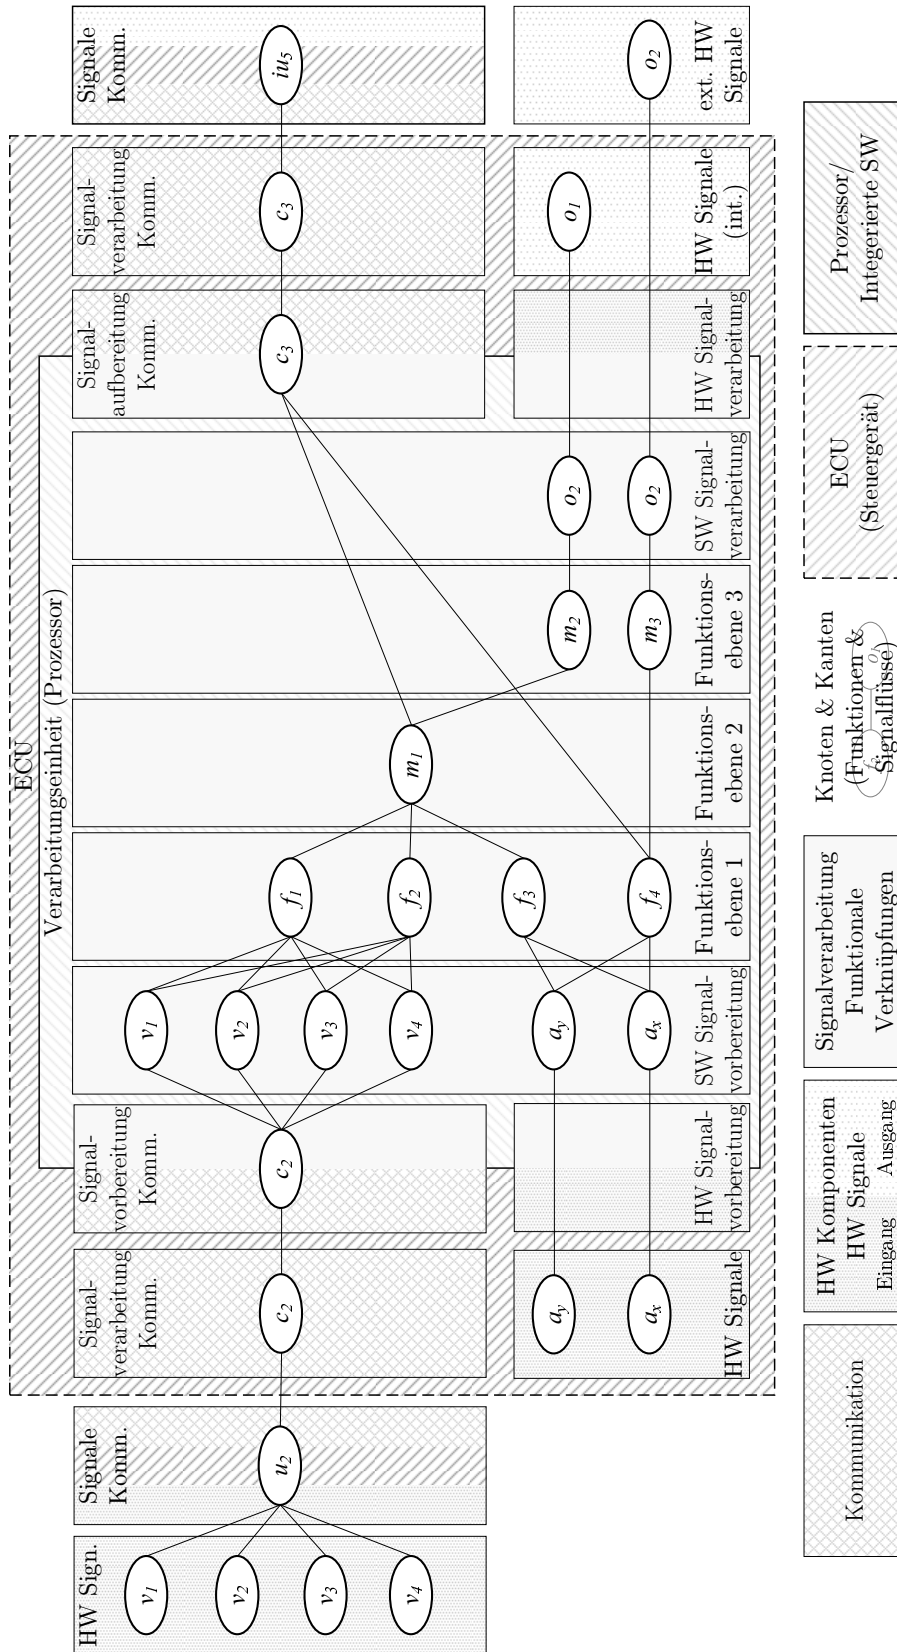 ECU
Verarbeitungseinheit (Prozessor)
HW Sign.
v1
v2
v3
v4
Signale
Komm.
u2
Signal-
verarbeitung
Komm.
c2
HW Signale
ay
ax
Signal-
vorbereitung
Komm.
c2
HW Signal-
vorbereitung
v1
v2
v3
v4
ay
ax
SW Signal-
vorbereitung
f1
f2
f3
f4
Funktions-
ebene 1
m1
Funktions-
ebene 2
m2
m3
Funktions-
ebene 3
o2
o2
SW Signal-
verarbeitung
Signal-
aufbereitung
Komm.
c3
HW Signal-
verarbeitung
Signal-
verarbeitung
Komm.
c3
o1
HW Signale
(int.)
Signale
Komm.
iu5
o2
ext. HW
Signale
Kommunikation
HW Komponenten
HW Signale
Eingang Ausgang
Signalverarbeitung
Funktionale
Verknüpfungen
Knoten & Kanten
(Funktionen &
Signalflüsse)
o1
ECU
(Steuergerät)
Prozessor/
Integerierte SW